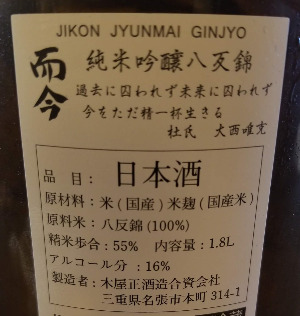 JIKON JYUNMAI GINJYO
而今
純米吟醸八反錦
過去に囚われず未来に囚われず
今をただ精一杯生きる
杜氏 大西唯克
品目：日本酒
原材料：米(国産)米麹(国産米)
原料米：八反錦(100%)
精米歩合：55% 内容量：1.8L
アルコール分：16%
製造者：木屋正酒造合資会社
三重県名張市本町 314-1